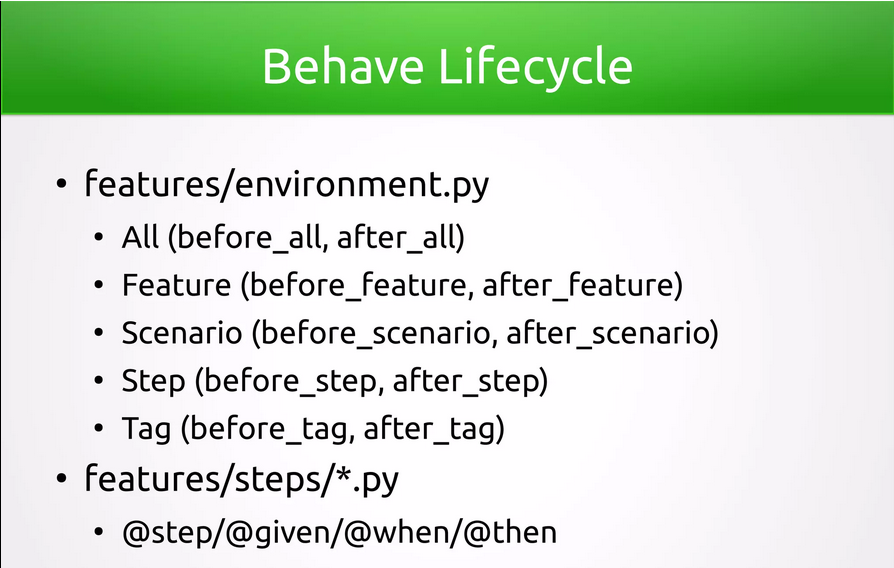 Behave Lifecycle
• features/environment.py
• All (before_all, after_all)
• Feature (before_feature, after_feature)
• Scenario (before_scenario, after_scenario)
• Step (before_step, after_step)
• Tag (before_tag, after_tag)
• features/steps/*.py
• @step/@given/@when/@then